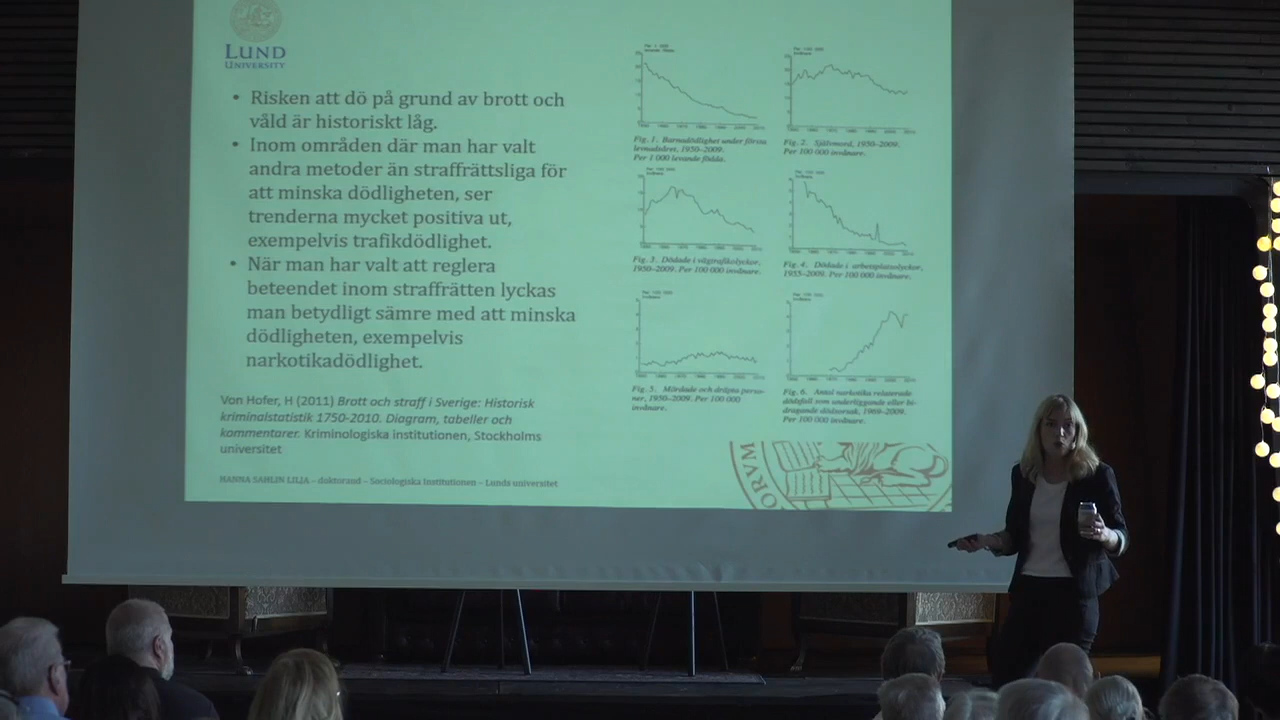 LUND
UNIVERSITY
• Risken att dö på grund av brott och
våld är historiskt låg.
• Inom områden där man har valt
andra metoder än straffrättsliga för
att minska dödligheten, ser
trenderna mycket positiva ut,
exempelvis trafikdödlighet.
• När man har valt att reglera
beteendet inom straffrätten lyckas
man betydligt sämre med att minska
dödligheten, exempelvis
narkotikadödlighet.
Von Hofer, H (2011) Brott och straff i Sverige: Historisk
kriminalstatistik 1750-2010. Diagram, tabeller och
kommentarer. Kriminologiska institutionen, Stockholms
universitet
HANNA SAHLIN LILJA – doktorand – Sociologiska Institutionen – Lunds universitet
Fig. 1. Barnadödlighet under första
levnadsåret, 1950–2009.
Per 1 000 levande födda.
Fig. 2. Självmord, 1950–2009.
Per 100 000 invånare.
Fig. 3. Dödade i vägtrafikolyckor,
1950–2009. Per 100 000 invånare.
Fig. 4. Dödade i arbetsplatsolyckor,
1955–2009. Per 100 000 invånare.
Fig. 5. Mördade och dräpta perso-
ner, 1950–2009. Per 100 000
invånare.
Fig. 6. Antal narkotika relaterade
dödsfall som underliggande eller bi-
dragande dödsorsak, 1969–2009.
Per 100 000 invånare.
ORVM